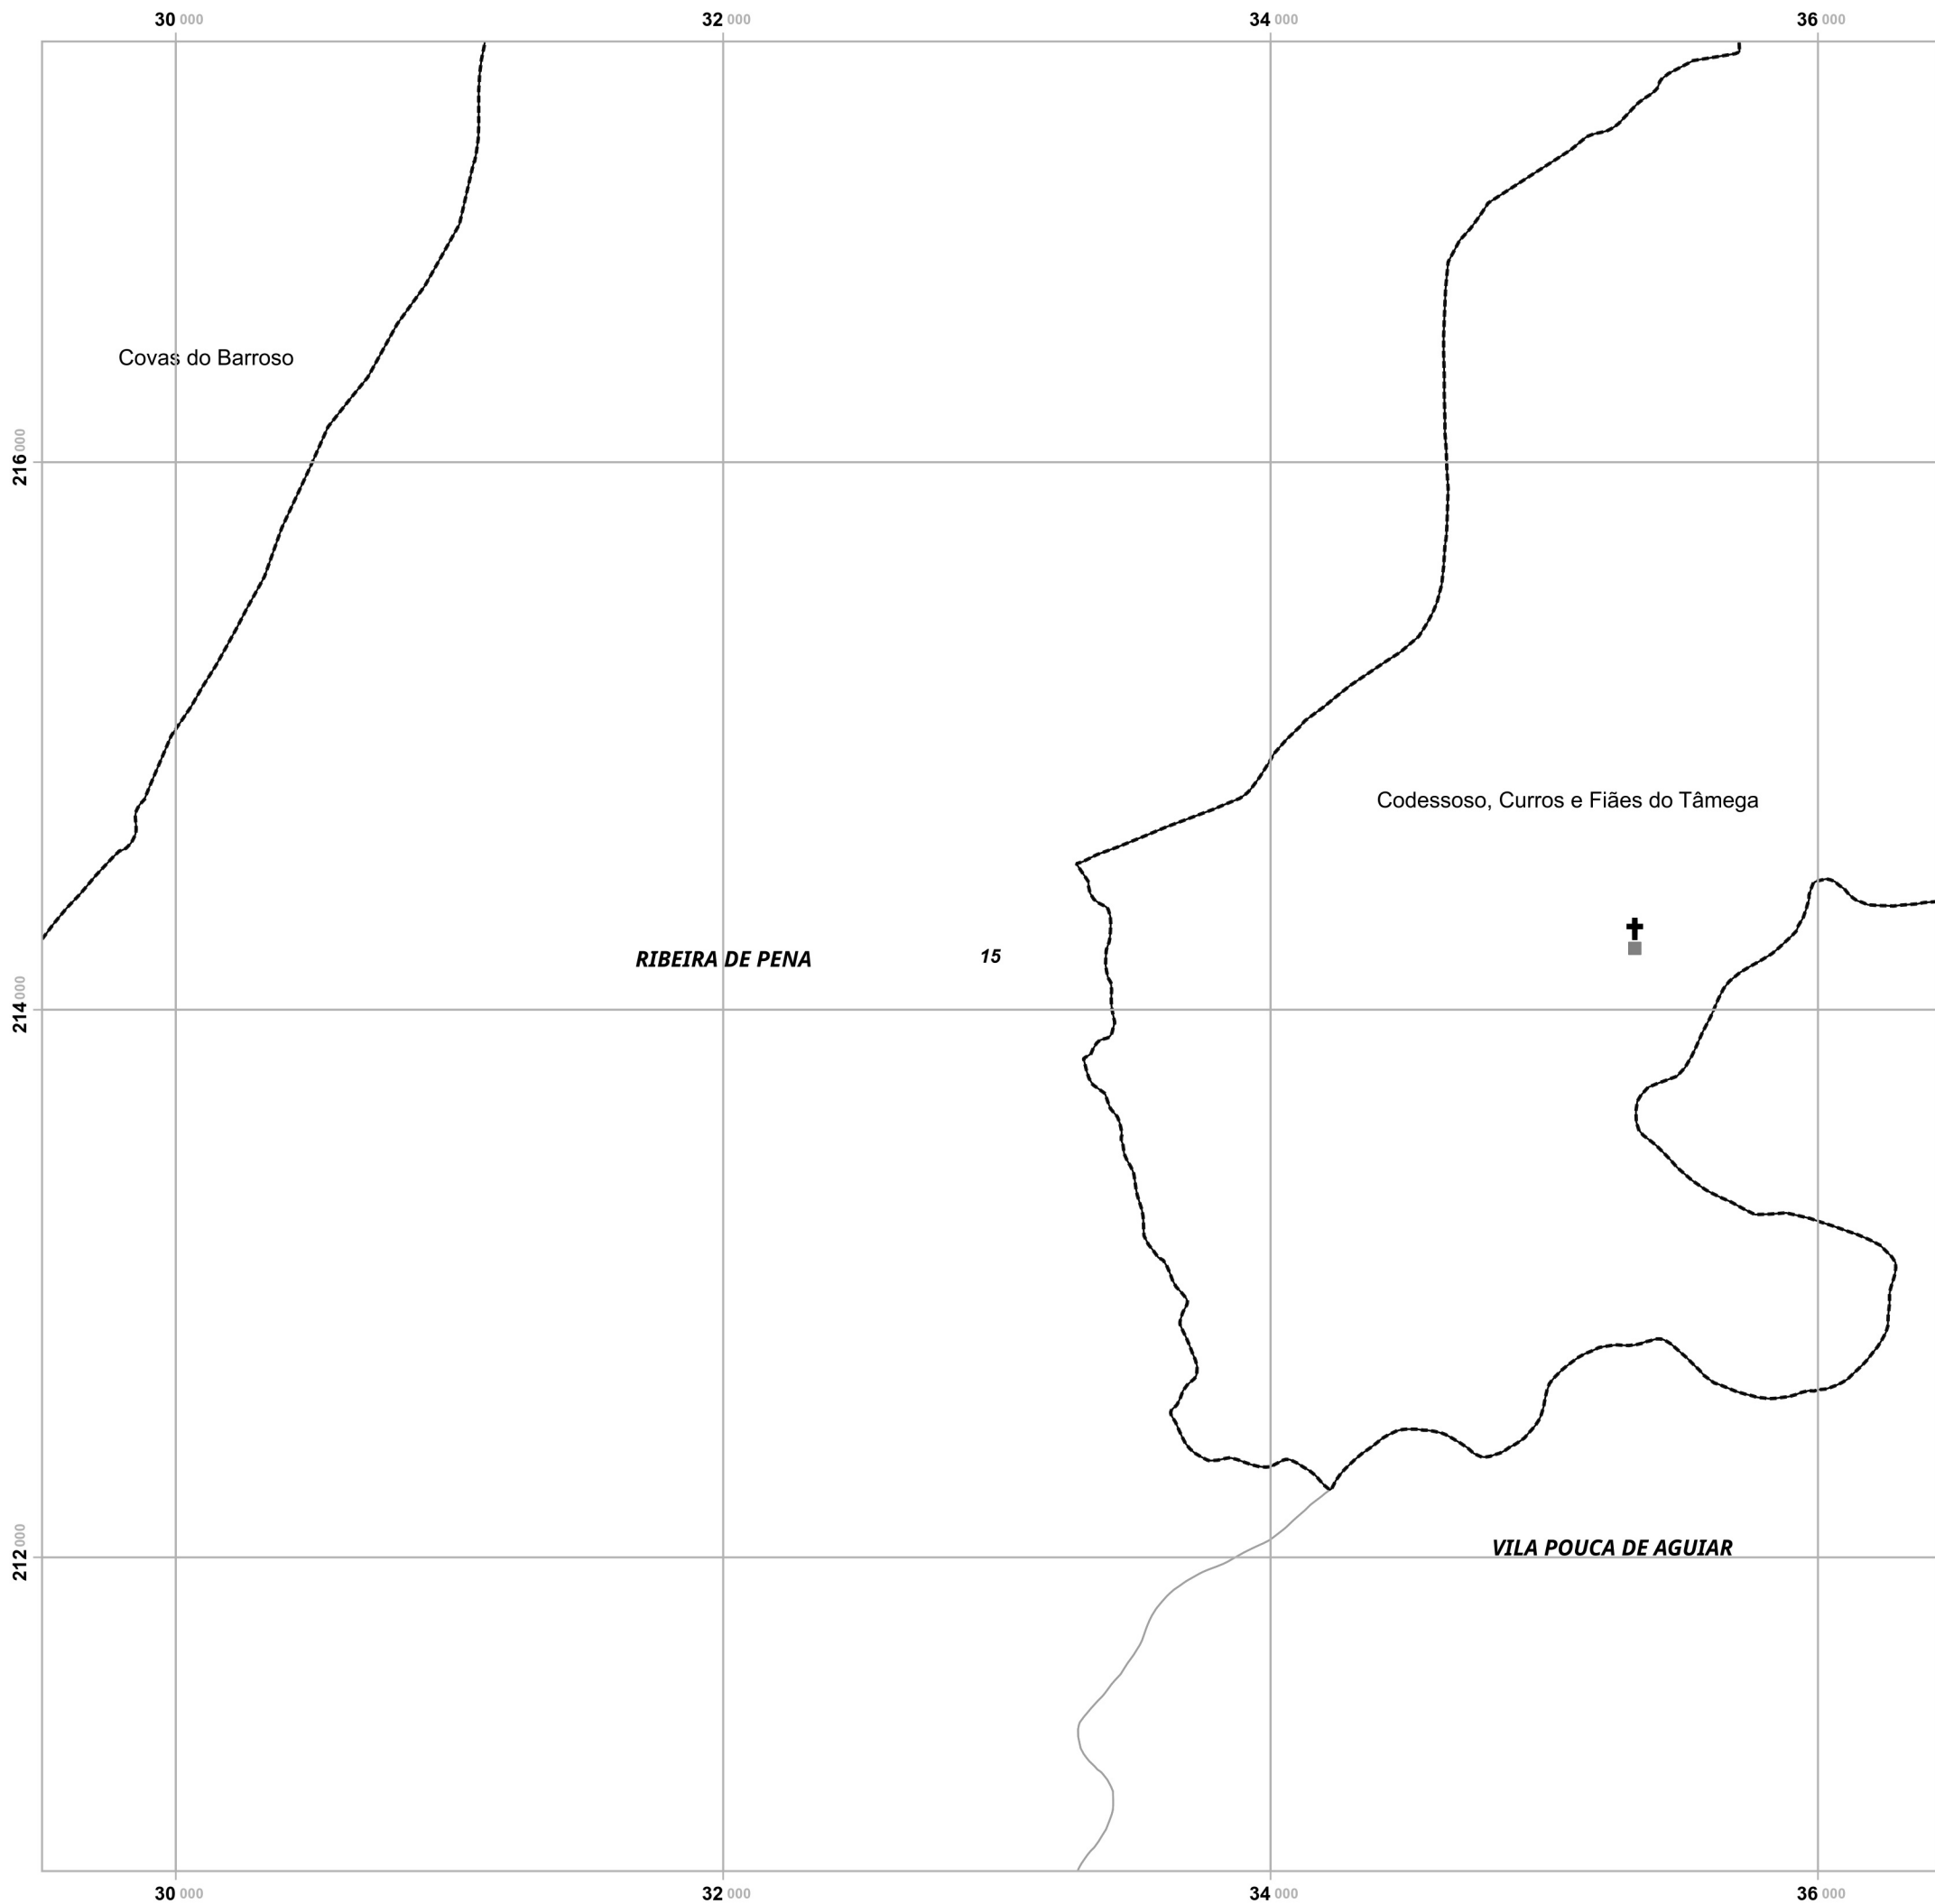 30 000 32 000 34 000 36 000
Covas do Barroso
216 000
Codessoso, Curros e Fiães do Tâmega
RIBEIRA DE PENA 15
214 000
VILA POUCA DE AGUIAR
212 000
30 000 32 000 34 000 36 000